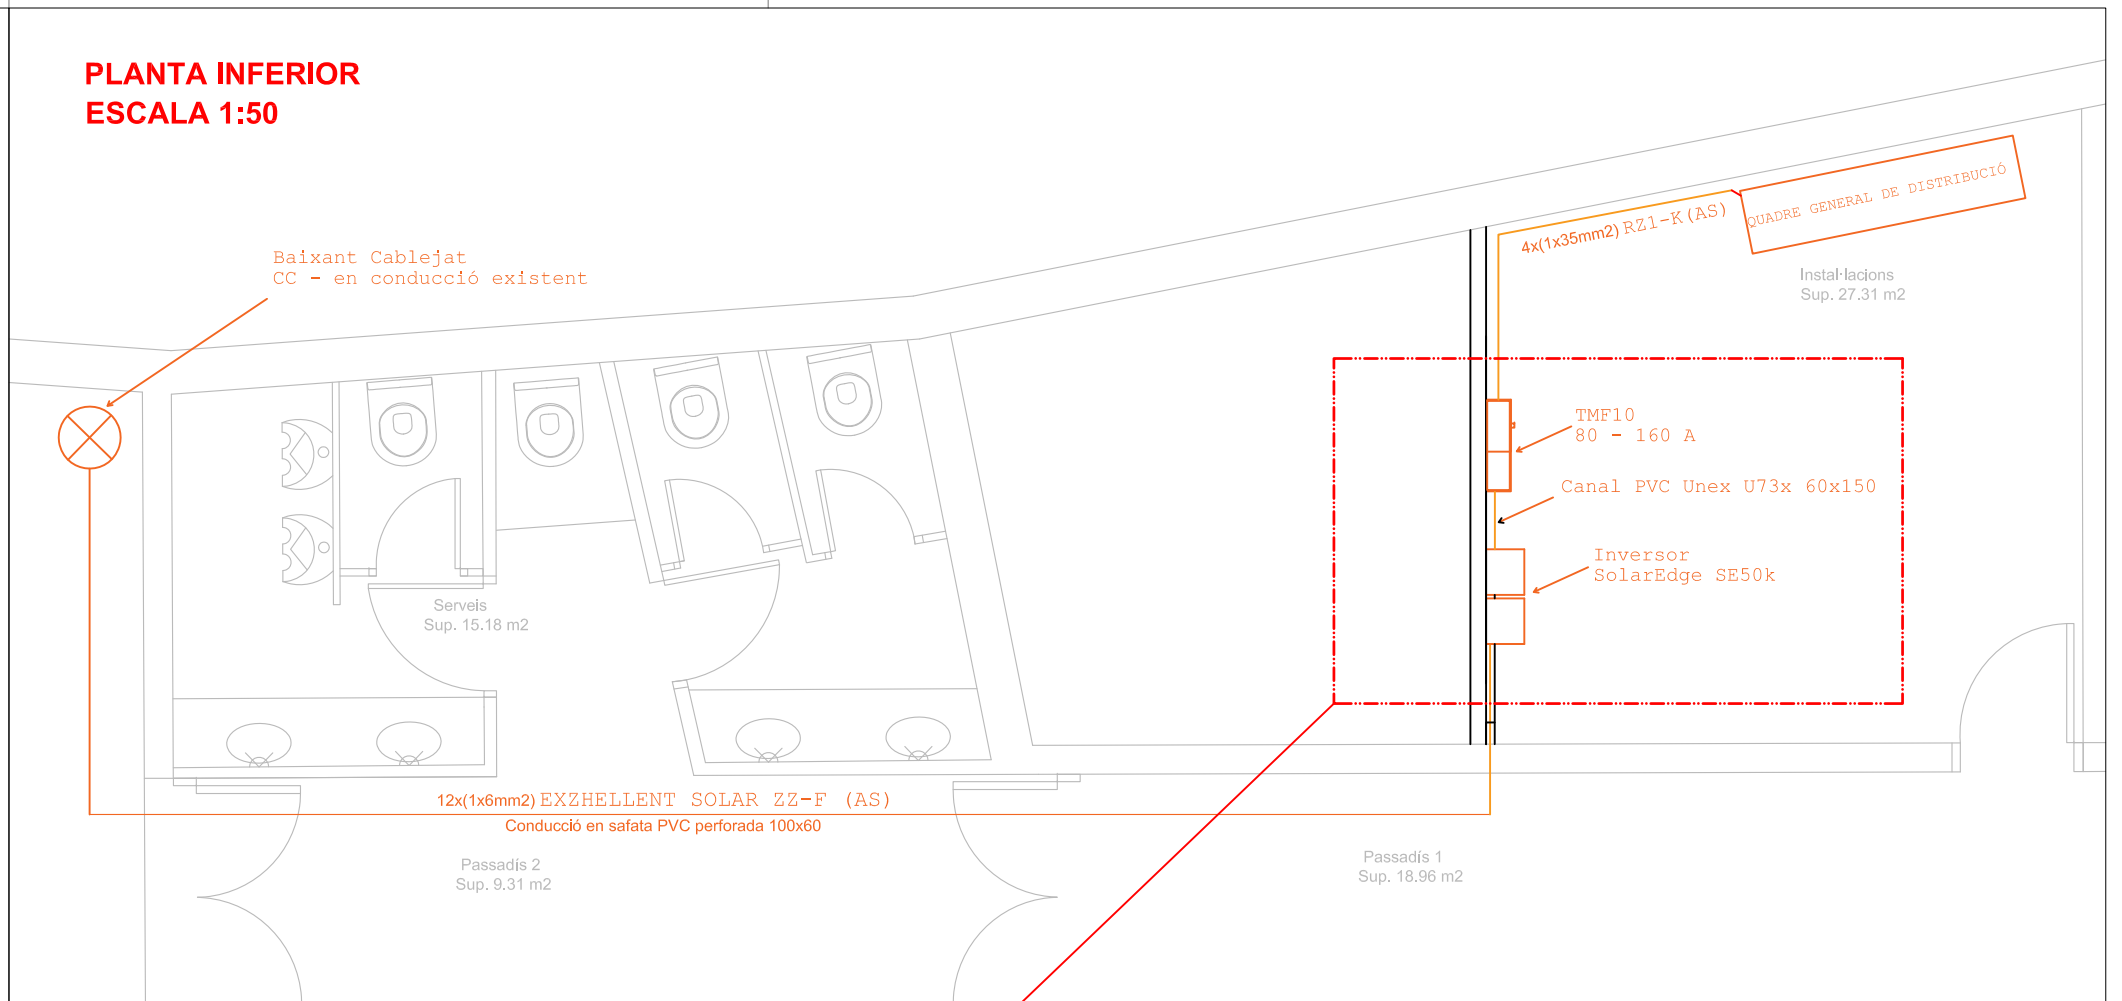 PLANTA INFERIOR
ESCALA 1:50
Baixant Cablejat
CC - en conducció existent
4x(1x35mm2) RZ1-K(AS)
QUADRE GENERAL DE DISTRIBUCIÓ
Instal·lacions
Sup. 27.31 m2
TMF10
80 - 160 A
Canal PVC Unex U73x 60x150
Inversor
SolarEdge SE50k
Serveis
Sup. 15.18 m2
12x(1x6mm2) EXZHELLENT SOLAR ZZ-F (AS)
Conducció en safata PVC perforada 100x60
Passadís 2
Sup. 9.31 m2
Passadís 1
Sup. 18.96 m2